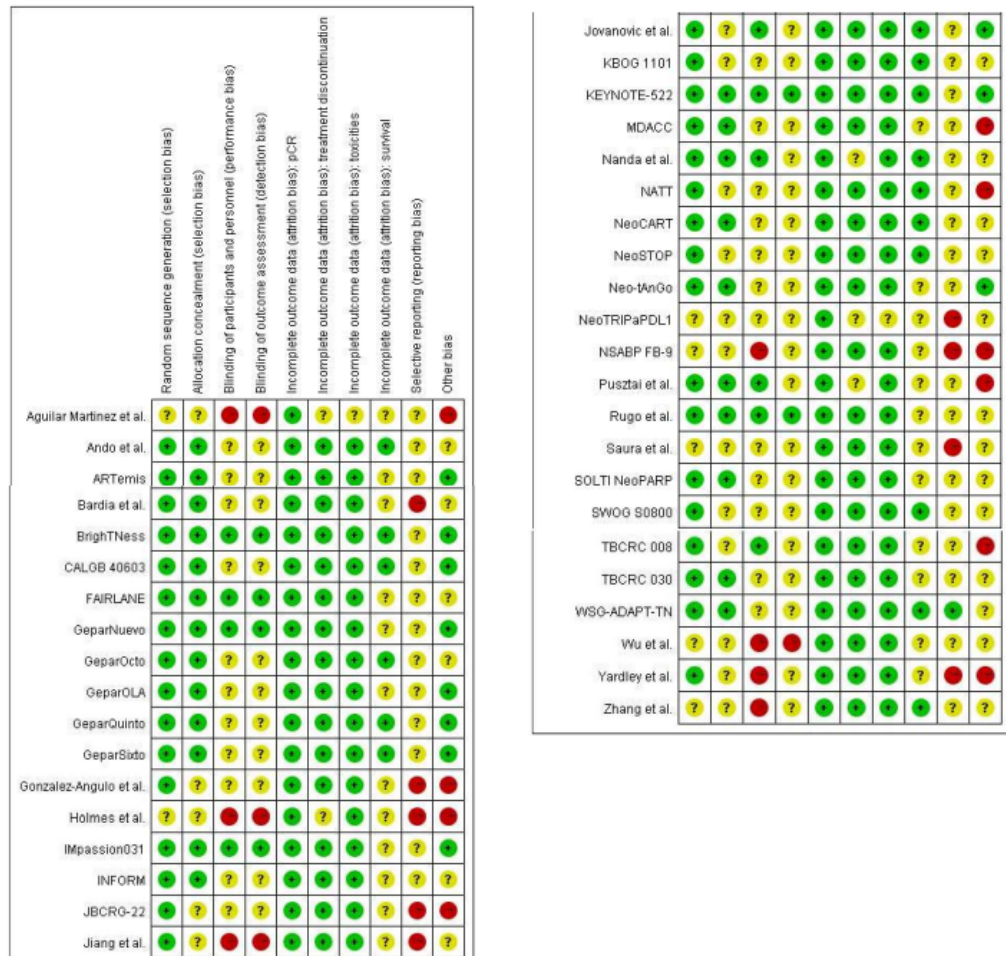 Random sequence generation (selection bias)
Allocation concealment (selection bias)
Blinding of participants and personnel (performance bias)
Blinding of outcome assessment (detection bias)
Incomplete outcome data (attrition bias): pCR
Incomplete outcome data (attrition bias): treatment discontinuation
Incomplete outcome data (attrition bias): toxicities
Incomplete outcome data (attrition bias): survival
Selective reporting (reporting bias)
Other bias
Aguilar Martinez et al. ? ? - - + ? ? ? ? -
Ando et al. + + ? ? + + + + ? ?
ARTemis + + ? ? + + + ? ? +
Bardia et al. + + ? ? + + + ? - ?
BrighTNess + + + + + + + + ? +
CALGB 40603 + + ? ? + + + ? ? +
FAIRLANE + + + + + + + ? ? ?
GeparNuevo + + + + + + + ? ? +
GeparOcto + + ? ? + + + + ? ?
GeparOLA + + ? ? + + + ? ? +
GeparQuinto + + ? ? + + + + ? +
GeparSixto + + ? ? + + + + ? +
Gonzalez-Angulo et al. + ? ? ? + + + ? - -
Holmes et al. ? ? - - + ? + ? - -
IMpassion031 + + + + + + + ? ? +
INFORM + + ? ? + + + ? ? ?
JBCRG-22 + ? ? ? + + + ? - -
Jiang et al. + ? - - + + + ? - ?
Jovanovic et al. + ? + ? + + + + ? +
KBOG 1101 + ? ? ? + + + + ? ?
KEYNOTE-522 + + + + + + + + ? +
MDACC + + ? ? + + + ? ? -
Nanda et al. + + + ? + ? + + ? ?
NATT + ? ? ? + + + + ? -
NeoCART + + ? ? + + + + ? ?
NeoSTOP + ? ? ? + + + + ? ?
Neo-tAnGo + + ? ? + + + ? ? +
NeoTRIPaPDL1 ? ? ? ? + ? ? ? - ?
NSABP FB-9 ? ? - ? + + + ? - -
Pusztai et al. + + + ? + ? + ? ? -
Rugo et al. + + + + + + + ? ? ?
Saura et al. ? ? ? ? + + + ? - ?
SOLTI NeoPARP + + ? ? + + + ? ? ?
SWOG S0800 + ? ? ? + + + + ? ?
TBCRC 008 + ? + ? + + + ? ? -
TBCRC 030 + + ? ? + + + ? ? ?
WSG-ADAPT-TN + + ? ? + + + + + ?
Wu et al. ? ? - - + + + ? ? ?
Yardley et al. + ? - ? + + + ? - -
Zhang et al. ? ? - ? + + + + ? ?